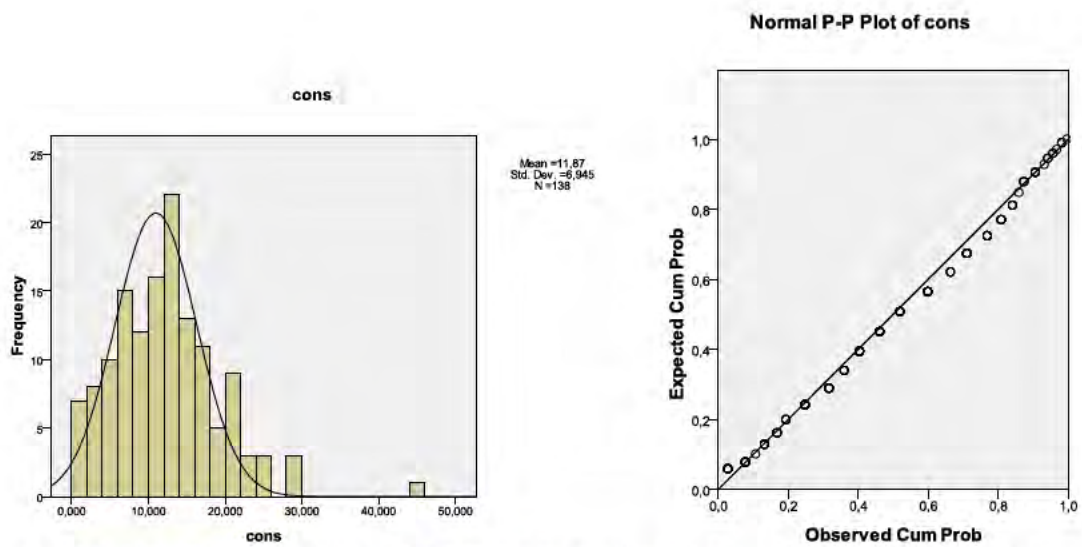 Normal P-P Plot of cons
cons
Mean =11,87
Std. Dev. =6,945
N =138
Frequency
25
20
15
10
5
0
0,000 10,000 20,000 30,000 40,000 50,000
cons
Expected Cum Prob
1,0
0,8
0,6
0,4
0,2
0,0
0,0 0,2 0,4 0,6 0,8 1,0
Observed Cum Prob